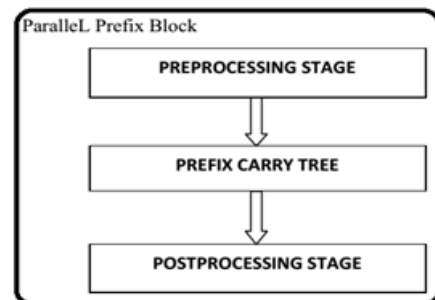 ParalleL Prefix Block
PREPROCESSING STAGE
PREFIX CARRY TREE
POSTPROCESSING STAGE